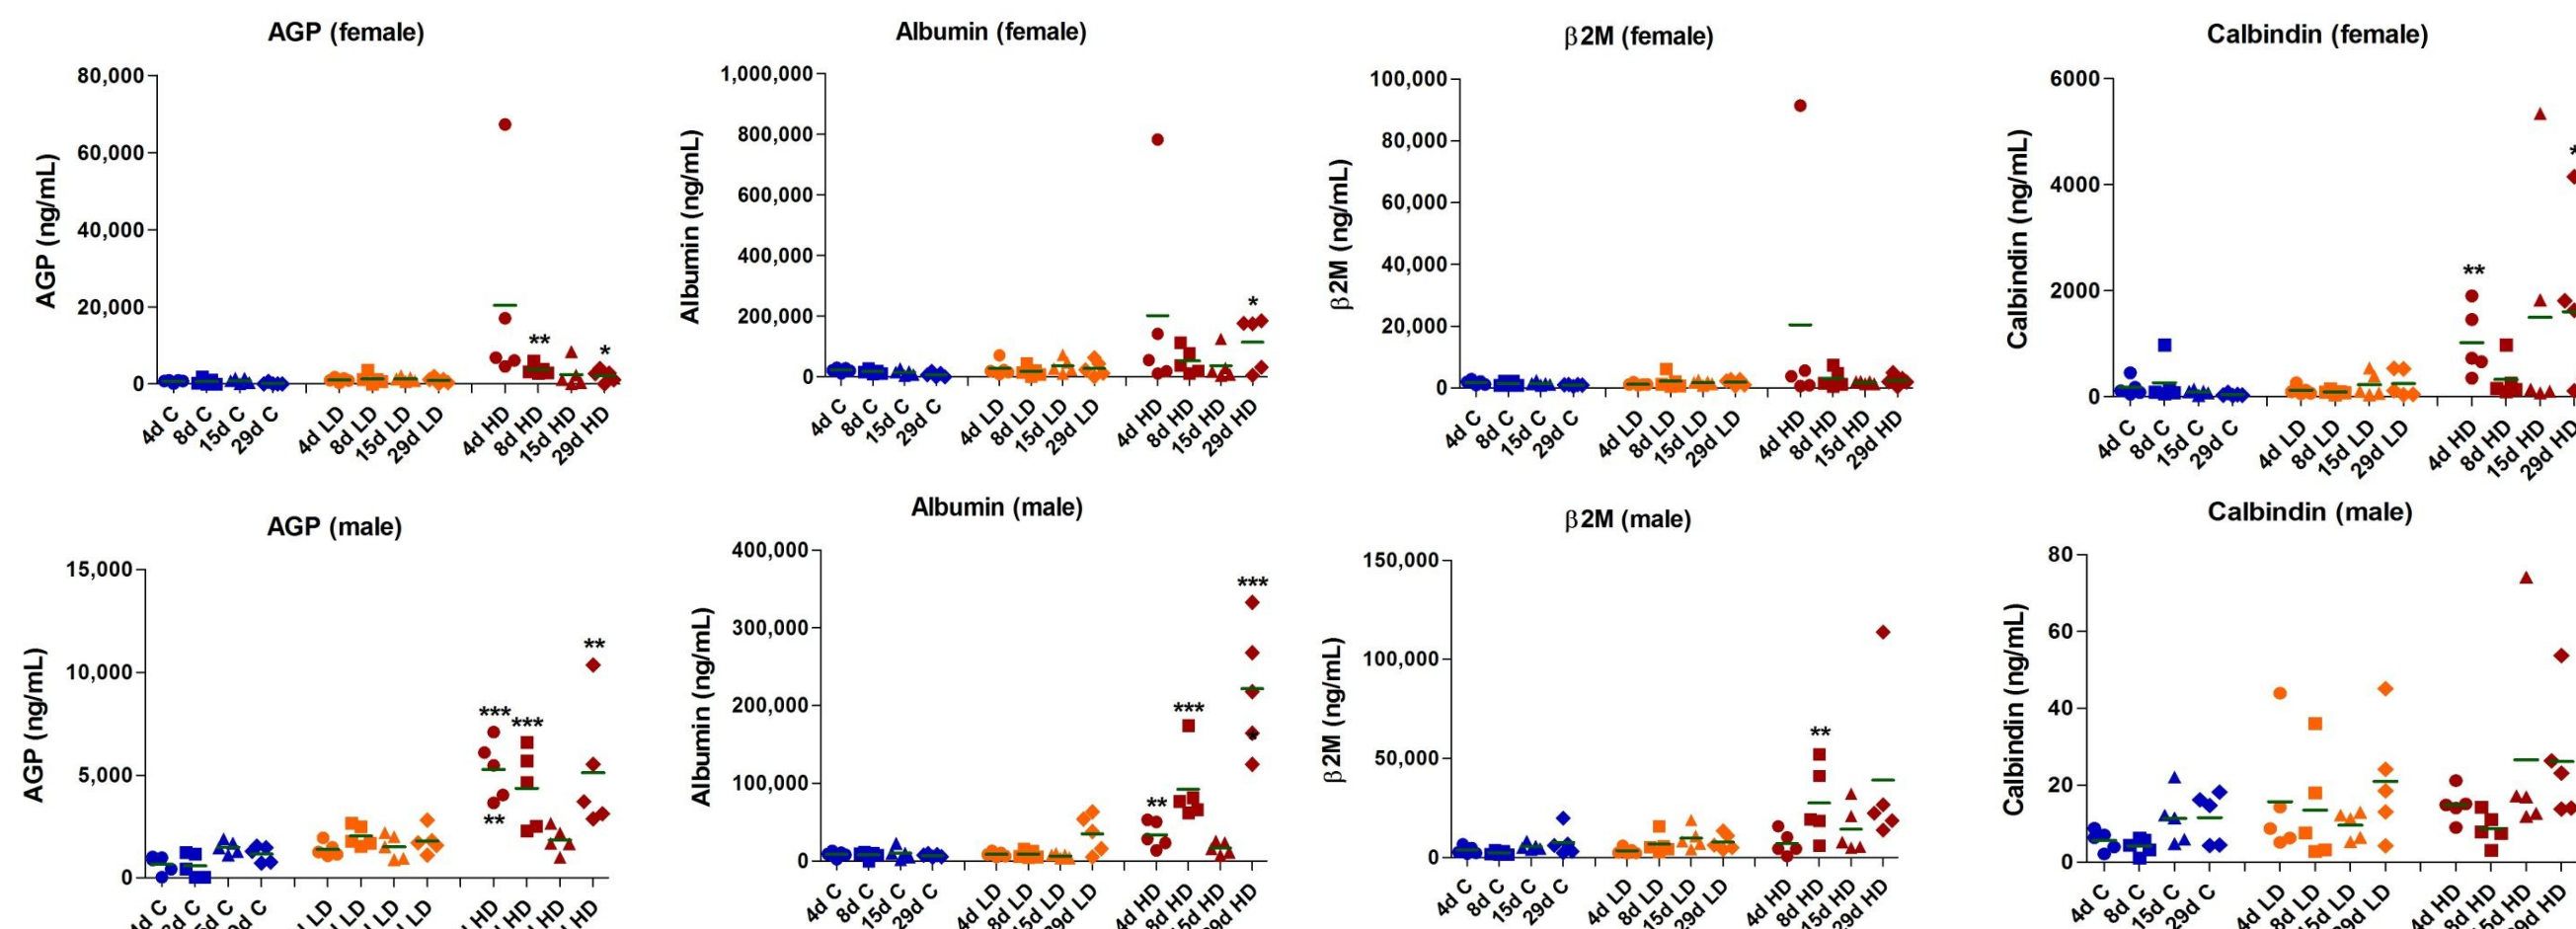 AGP (female)
80,000
60,000
40,000
20,000
0
AGP (ng/mL)
**
*
4d C 8d C 15d C 29d C 4d LD 8d LD 15d LD 29d LD 4d HD 8d HD 15d HD 29d HD
Albumin (female)
1,000,000
800,000
600,000
400,000
200,000
0
Albumin (ng/mL)
*
4d C 8d C 15d C 29d C 4d LD 8d LD 15d LD 29d LD 4d HD 8d HD 15d HD 29d HD
β2M (female)
100,000
80,000
60,000
40,000
20,000
0
β2M (ng/mL)
4d C 8d C 15d C 29d C 4d LD 8d LD 15d LD 29d LD 4d HD 8d HD 15d HD 29d HD
Calbindin (female)
6000
4000
2000
0
Calbindin (ng/mL)
**
*
4d C 8d C 15d C 29d C 4d LD 8d LD 15d LD 29d LD 4d HD 8d HD 15d HD 29d HD
AGP (male)
15,000
10,000
5,000
0
AGP (ng/mL)
***
***
**
**
C C C C LD LD LD LD HD HD HD HD
Albumin (male)
400,000
300,000
200,000
100,000
0
Albumin (ng/mL)
**
***
***
*
4d C 8d C 15d C 29d C 4d LD 8d LD 15d LD 29d LD 4d HD 8d HD 15d HD 29d HD
β2M (male)
150,000
100,000
50,000
0
β2M (ng/mL)
**
4d C 8d C 15d C 29d C 4d LD 8d LD 15d LD 29d LD 4d HD 8d HD 15d HD 29d HD
Calbindin (male)
80
60
40
20
0
Calbindin (ng/mL)
4d C 8d C 15d C 29d C 4d LD 8d LD 15d LD 29d LD 4d HD 8d HD 15d HD 29d HD